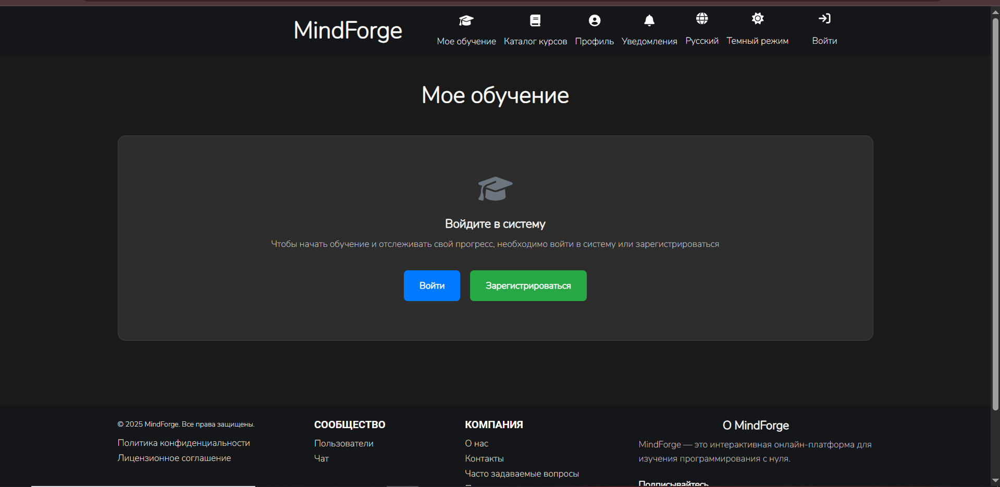 MindForge
Мое обучение
Каталог курсов
Профиль
Уведомления
Русский
Темный режим
Войти
Мое обучение
Войдите в систему
Чтобы начать обучение и отслеживать свой прогресс, необходимо войти в систему или зарегистрироваться
Войти
Зарегистрироваться
© 2025 MindForge. Все права защищены.
Политика конфиденциальности
Лицензионное соглашение
СООБЩЕСТВО
Пользователи
Чат
КОМПАНИЯ
О нас
Контакты
Часто задаваемые вопросы
О MindForge
MindForge — это интерактивная онлайн-платформа для
изучения программирования с нуля.
Подписывайтесь